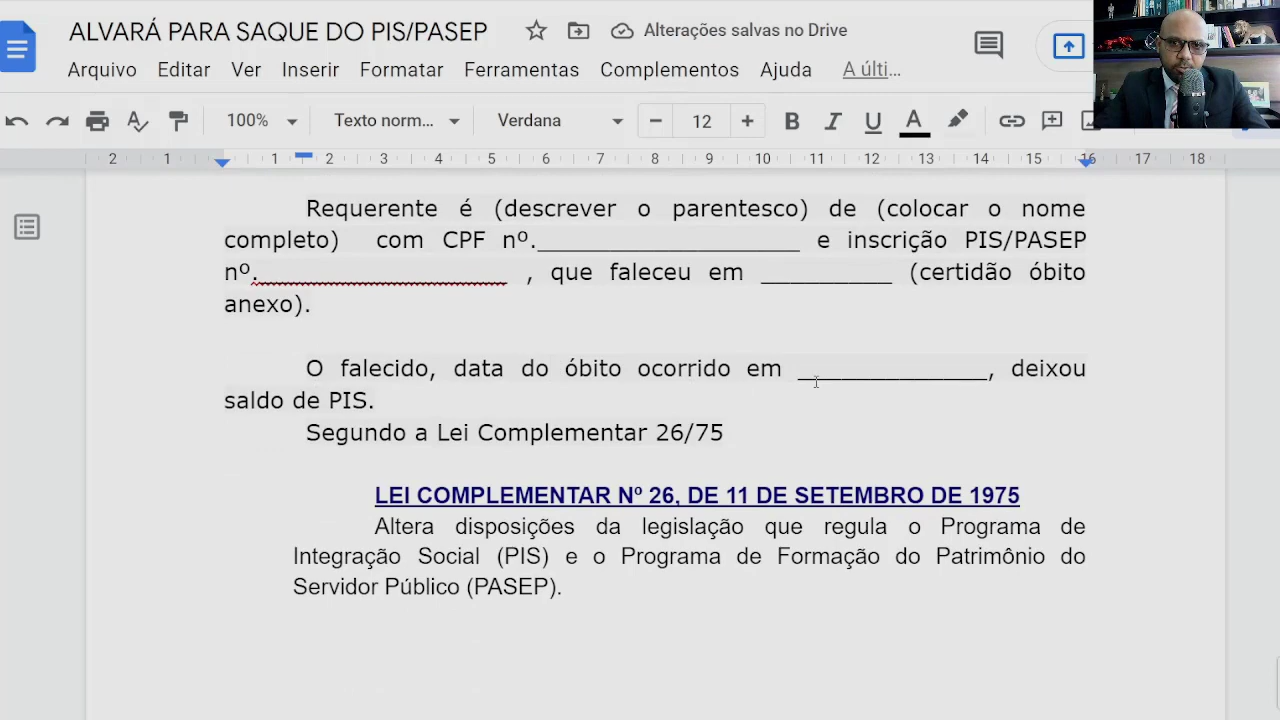 ALVARÁ PARA SAQUE DO PIS/PASEP
Alterações salvas no Drive
Arquivo Editar Ver Inserir Formatar Ferramentas Complementos Ajuda A últi...
100% Texto norm... Verdana 12 B I U A
2 1 1 2 3 4 5 6 7 8 9 10 11 12 13 14 15 16 17 18
Requerente é (descrever o parentesco) de (colocar o nome
completo) com CPF nº.___________________ e inscrição PIS/PASEP
nº.__________________ , que faleceu em _________ (certidão óbito
anexo).
O falecido, data do óbito ocorrido em _____________, deixou
saldo de PIS.
Segundo a Lei Complementar 26/75
LEI COMPLEMENTAR Nº 26, DE 11 DE SETEMBRO DE 1975
Altera disposições da legislação que regula o Programa de
Integração Social (PIS) e o Programa de Formação do Patrimônio do
Servidor Público (PASEP).